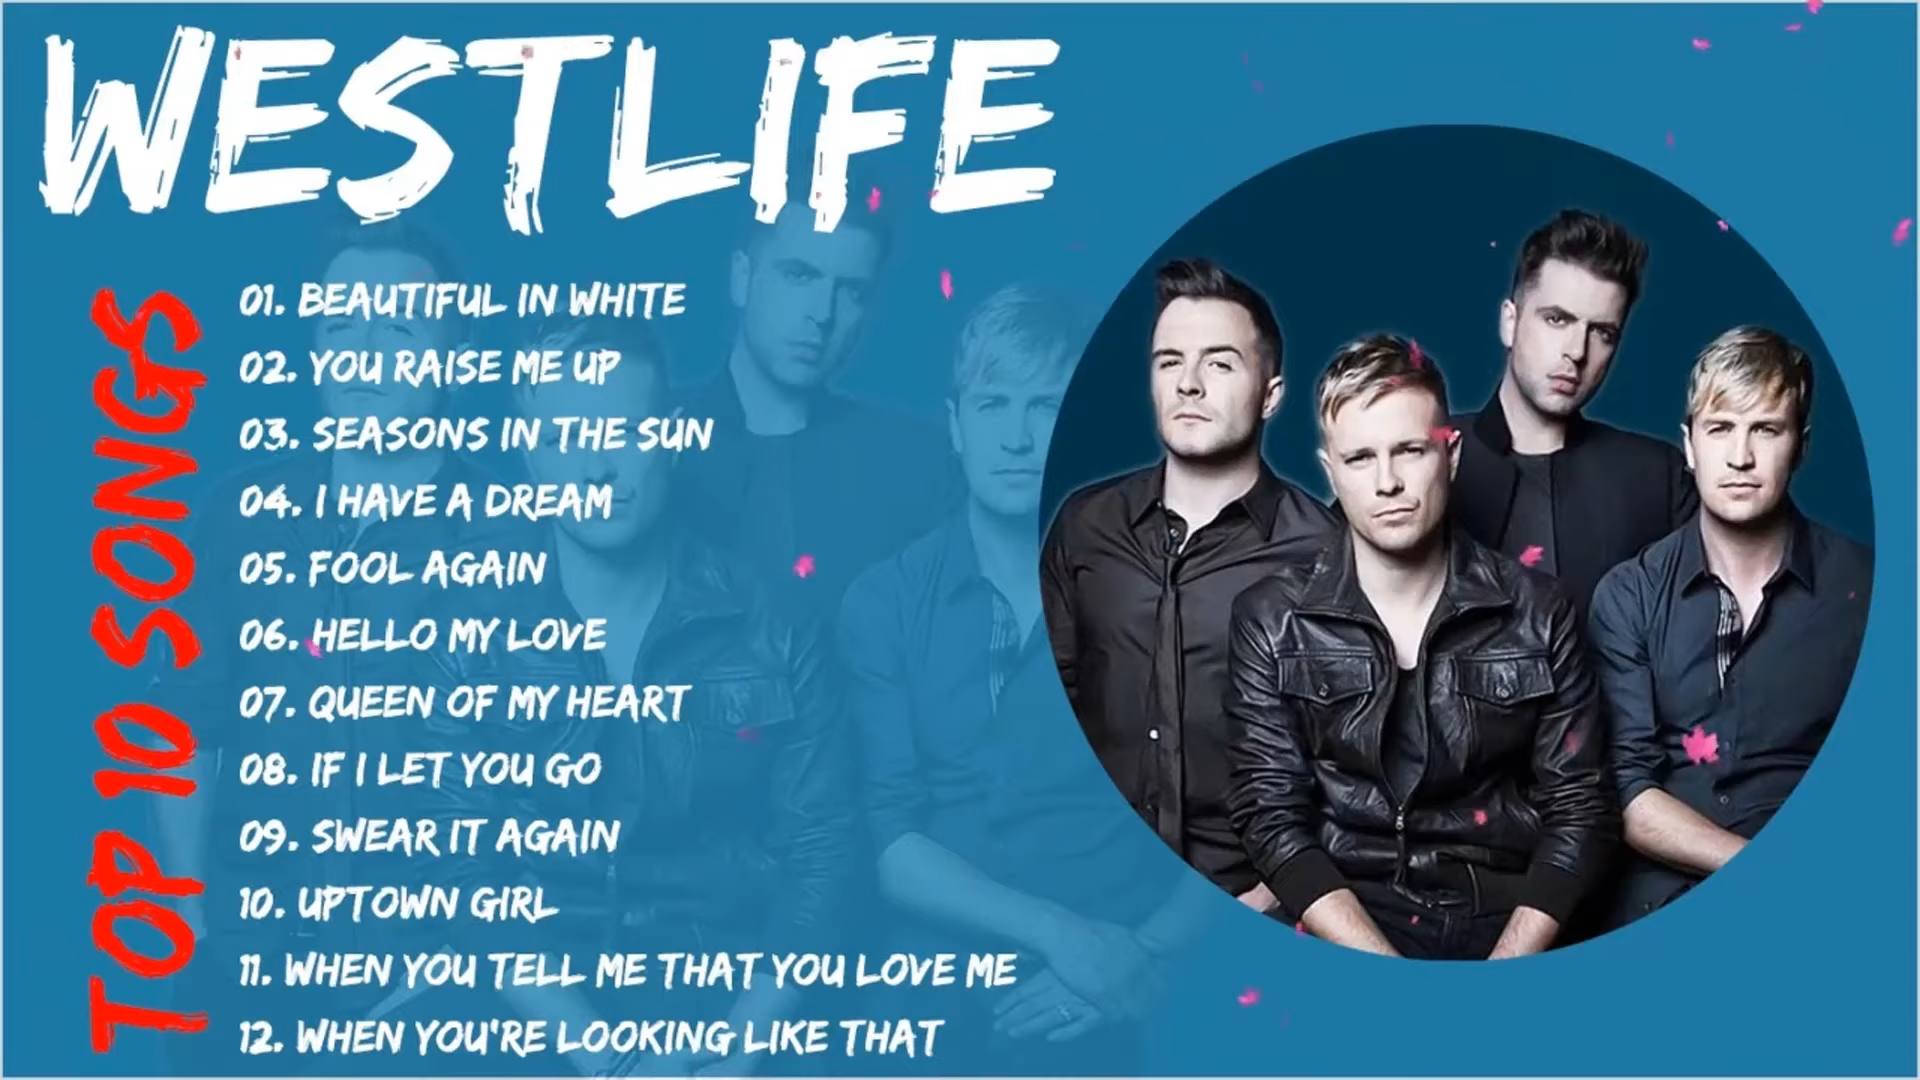 WESTLIFE
TOP 10 SONGS
01. BEAUTIFUL IN WHITE
02. YOU RAISE ME UP
03. SEASONS IN THE SUN
04. I HAVE A DREAM
05. FOOL AGAIN
06. HELLO MY LOVE
07. QUEEN OF MY HEART
08. IF I LET YOU GO
09. SWEAR IT AGAIN
10. UPTOWN GIRL
11. WHEN YOU TELL ME THAT YOU LOVE ME
12. WHEN YOU'RE LOOKING LIKE THAT